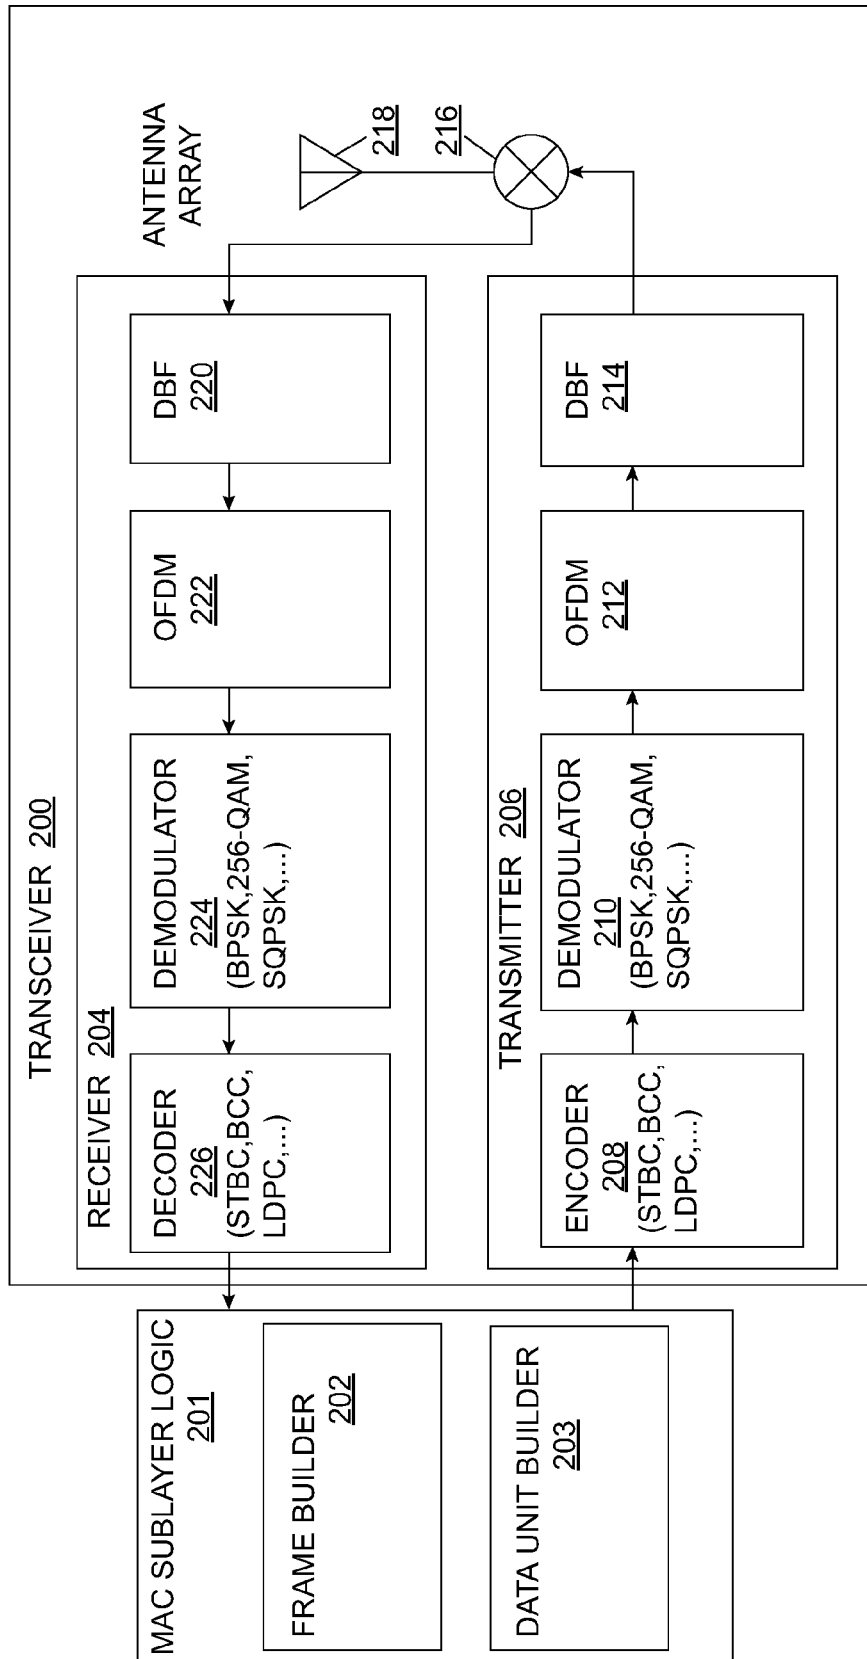 MAC SUBLAYER LOGIC
201
FRAME BUILDER
202
DATA UNIT BUILDER
203
TRANSCEIVER 200
RECEIVER 204
DECODER
226
(STBC,BCC,
LDPC,...)
DEMODULATOR
224
(BPSK,256-QAM,
SQPSK,...)
OFDM
222
DBF
220
ANTENNA
ARRAY
218
216
TRANSMITTER 206
ENCODER
208
(STBC,BCC,
LDPC,...)
DEMODULATOR
210
(BPSK,256-QAM,
SQPSK,...)
OFDM
212
DBF
214